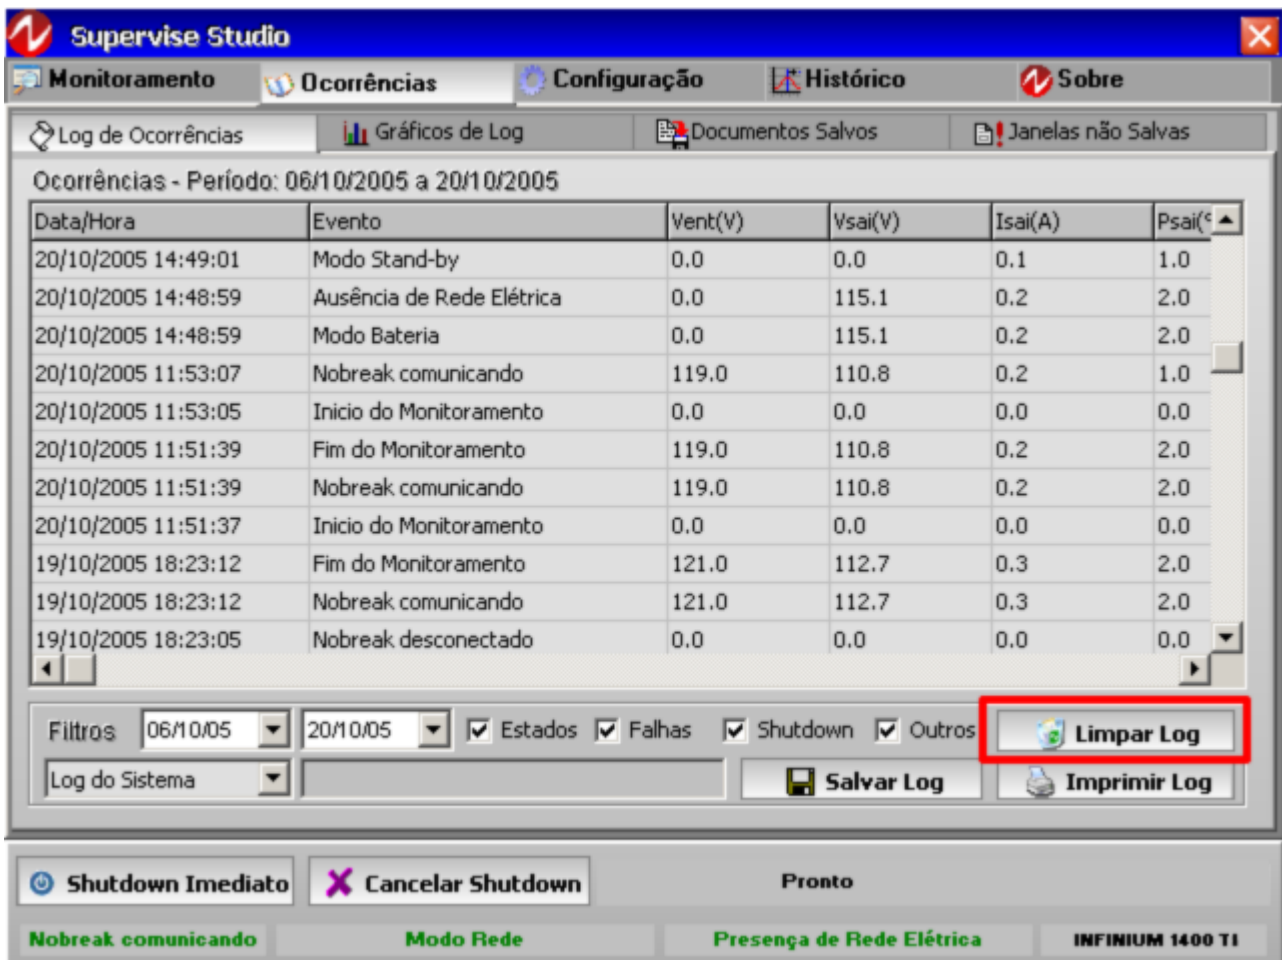 Supervise Studio
Monitoramento Ocorrências Configuração Histórico Sobre
Log de Ocorrências Gráficos de Log Documentos Salvos Janelas não Salvas
Ocorrências - Período: 06/10/2005 a 20/10/2005
Data/Hora Evento Vent(V) Vsai(V) Isai(A) Psai(
20/10/2005 14:49:01 Modo Stand-by 0.0 0.0 0.1 1.0
20/10/2005 14:48:59 Ausência de Rede Elétrica 0.0 115.1 0.2 2.0
20/10/2005 14:48:59 Modo Bateria 0.0 115.1 0.2 2.0
20/10/2005 11:53:07 Nobreak comunicando 119.0 110.8 0.2 1.0
20/10/2005 11:53:05 Inicio do Monitoramento 0.0 0.0 0.0 0.0
20/10/2005 11:51:39 Fim do Monitoramento 119.0 110.8 0.2 2.0
20/10/2005 11:51:39 Nobreak comunicando 119.0 110.8 0.2 2.0
20/10/2005 11:51:37 Inicio do Monitoramento 0.0 0.0 0.0 0.0
19/10/2005 18:23:12 Fim do Monitoramento 121.0 112.7 0.3 2.0
19/10/2005 18:23:12 Nobreak comunicando 121.0 112.7 0.3 2.0
19/10/2005 18:23:05 Nobreak desconectado 0.0 0.0 0.0 0.0
Filtros 06/10/05 20/10/05 Estados Falhas Shutdown Outros Limpar Log
Log do Sistema Salvar Log Imprimir Log
Shutdown Imediato Cancelar Shutdown Pronto
Nobreak comunicando Modo Rede Presença de Rede Elétrica INFINIUM 1400 TI